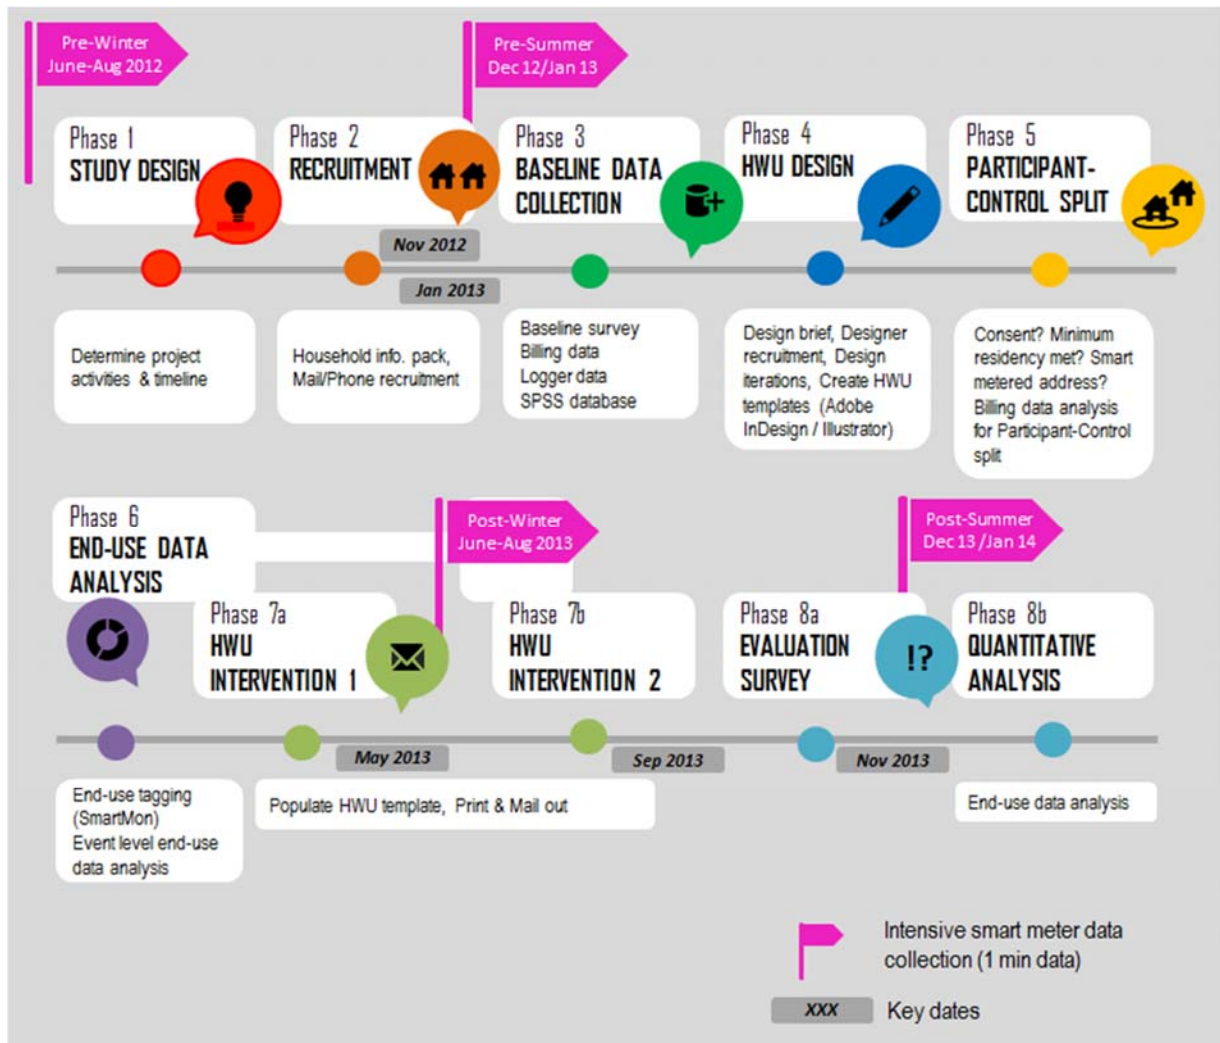 Pre-Winter
June-Aug 2012
Pre-Summer
Dec 12/Jan 13
Phase 1
STUDY DESIGN
Phase 2
RECRUITMENT
Phase 3
BASELINE DATA
COLLECTION
Phase 4
HWU DESIGN
Phase 5
PARTICIPANT-
CONTROL SPLIT
Nov 2012
Jan 2013
Determine project
activities & timeline
Household info. pack,
Mail/Phone recruitment
Baseline survey
Billing data
Logger data
SPSS database
Design brief, Designer
recruitment, Design
iterations, Create HWU
templates (Adobe
InDesign / Illustrator)
Consent? Minimum
residency met? Smart
metered address?
Billing data analysis
for Participant-Control
split
Phase 6
END-USE DATA
ANALYSIS
Post-Winter
June-Aug 2013
Post-Summer
Dec 13/Jan 14
Phase 7a
HWU
INTERVENTION 1
Phase 7b
HWU
INTERVENTION 2
Phase 8a
EVALUATION
SURVEY
!?
Phase 8b
QUANTITATIVE
ANALYSIS
May 2013
Sep 2013
Nov 2013
End-use tagging
(SmartMon)
Event level end-use
data analysis
Populate HWU template, Print & Mail out
End-use data analysis
Intensive smart meter data
collection (1 min data)
XXX
Key dates